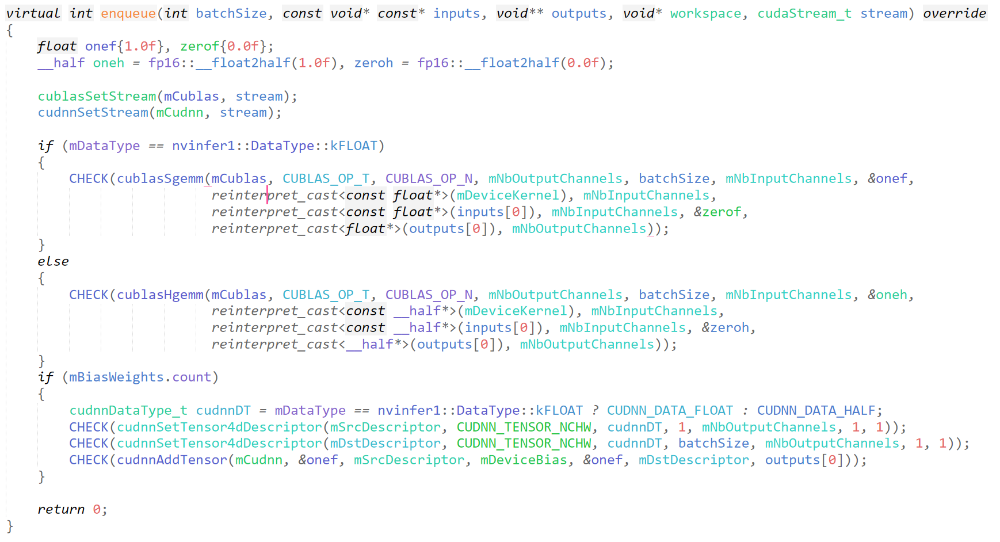 virtual int enqueue(int batchSize, const void* const* inputs, void** outputs, void* workspace, cudaStream_t stream) override
{
    float onef{1.0f}, zerof{0.0f};
    __half oneh = fp16::__float2half(1.0f), zeroh = fp16::__float2half(0.0f);

    cublasSetStream(mCublas, stream);
    cudnnSetStream(mCudnn, stream);

    if (mDataType == nvinfer1::DataType::kFLOAT)
    {
        CHECK(cublasSgemm(mCublas, CUBLAS_OP_T, CUBLAS_OP_N, mNbOutputChannels, batchSize, mNbInputChannels, &onef,
                          reinterpret_cast<const float*>(mDeviceKernel), mNbInputChannels,
                          reinterpret_cast<const float*>(inputs[0]), mNbInputChannels, &zerof,
                          reinterpret_cast<float*>(outputs[0]), mNbOutputChannels));
    }
    else
    {
        CHECK(cublasHgemm(mCublas, CUBLAS_OP_T, CUBLAS_OP_N, mNbOutputChannels, batchSize, mNbInputChannels, &oneh,
                          reinterpret_cast<const __half*>(mDeviceKernel), mNbInputChannels,
                          reinterpret_cast<const __half*>(inputs[0]), mNbInputChannels, &zeroh,
                          reinterpret_cast<__half*>(outputs[0]), mNbOutputChannels));
    }
    if (mBiasWeights.count)
    {
        cudnnDataType_t cudnnDT = mDataType == nvinfer1::DataType::kFLOAT ? CUDNN_DATA_FLOAT : CUDNN_DATA_HALF;
        CHECK(cudnnSetTensor4dDescriptor(mSrcDescriptor, CUDNN_TENSOR_NCHW, cudnnDT, 1, mNbOutputChannels, 1, 1));
        CHECK(cudnnSetTensor4dDescriptor(mDstDescriptor, CUDNN_TENSOR_NCHW, cudnnDT, batchSize, mNbOutputChannels, 1, 1));
        CHECK(cudnnAddTensor(mCudnn, &onef, mSrcDescriptor, mDeviceBias, &onef, mDstDescriptor, outputs[0]));
    }

    return 0;
}